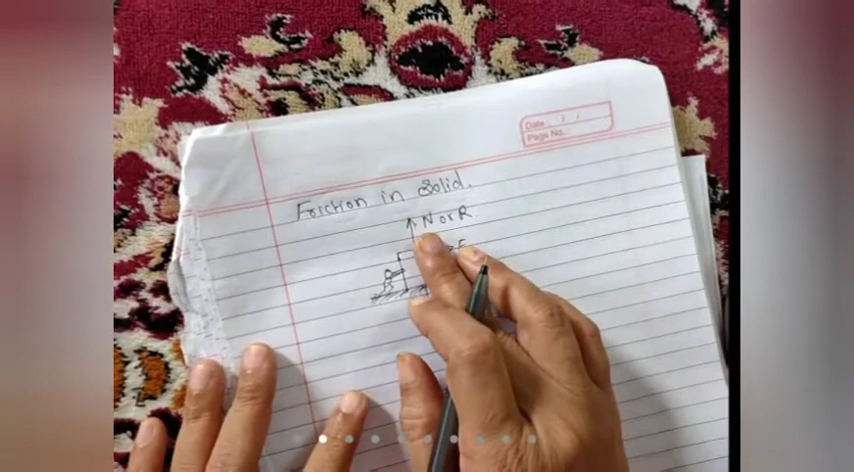 Date : / /
Page No. :
Friction in Solid.
N or R
F